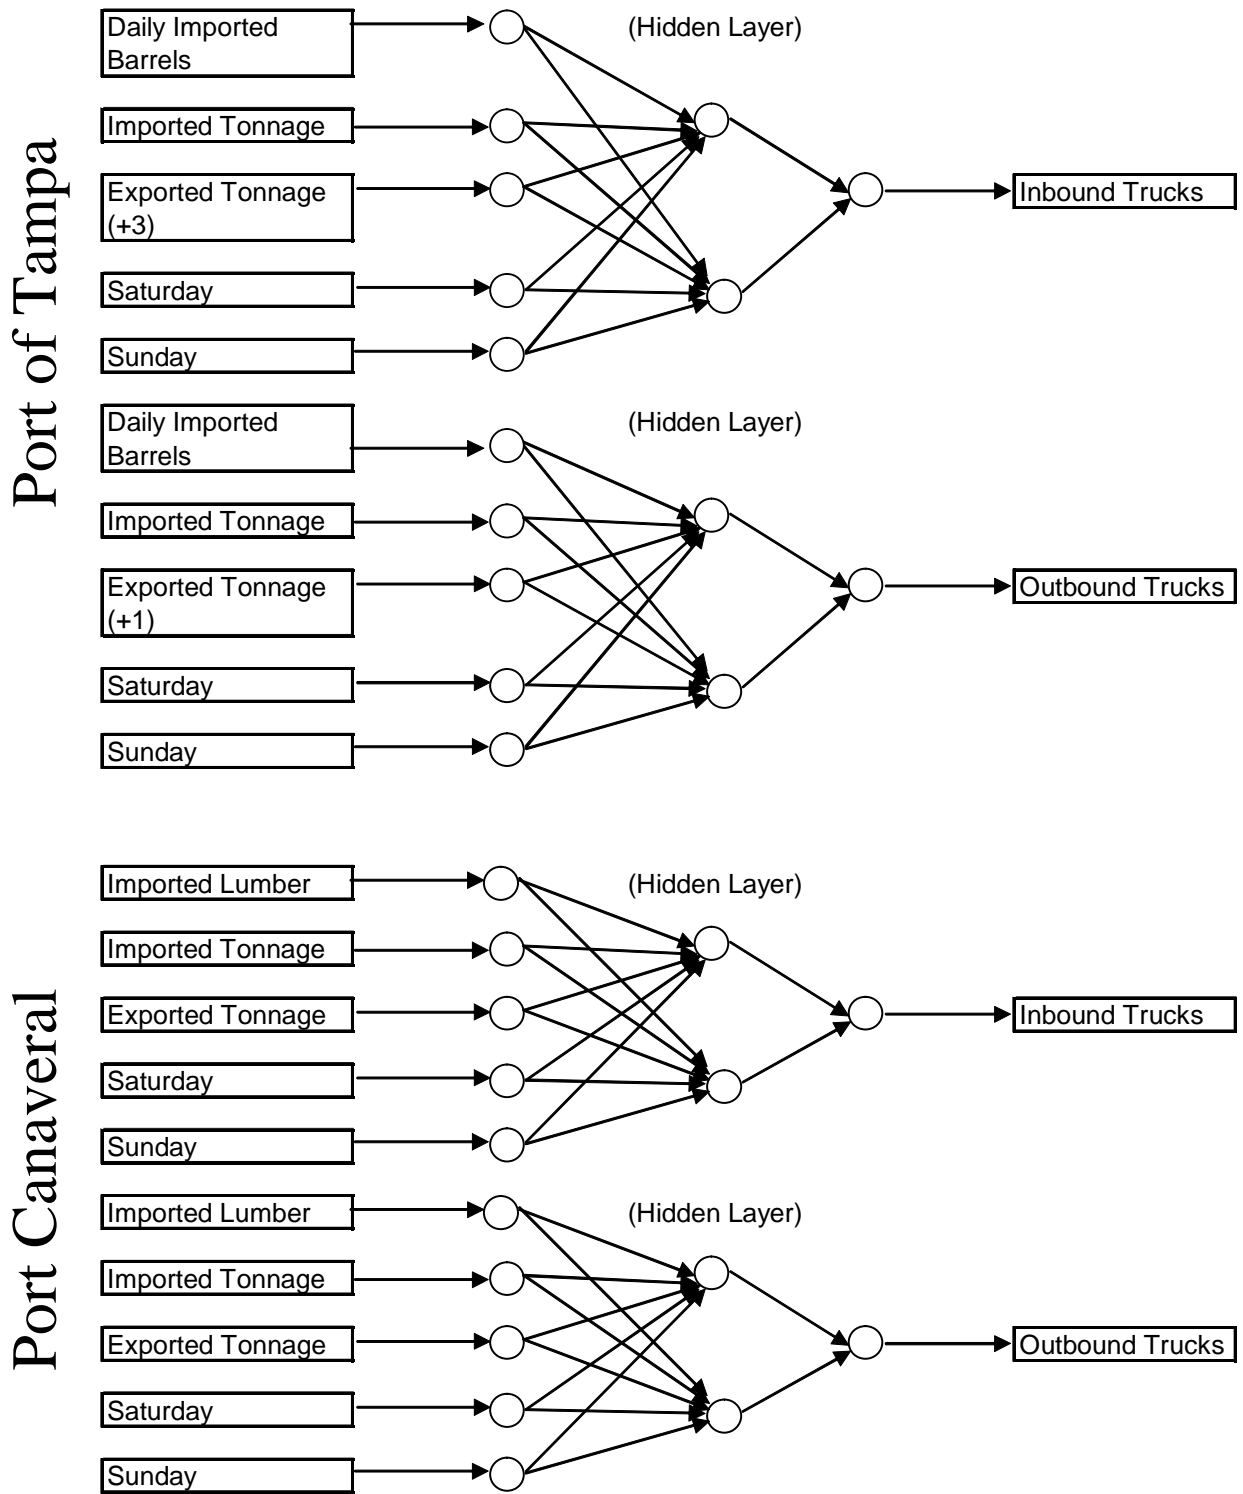 Port of Tampa
Daily Imported
Barrels
(Hidden Layer)
Imported Tonnage
Exported Tonnage
(+3)
Inbound Trucks
Saturday
Sunday
Daily Imported
Barrels
(Hidden Layer)
Imported Tonnage
Exported Tonnage
(+1)
Outbound Trucks
Saturday
Sunday
Port Canaveral
Imported Lumber
(Hidden Layer)
Imported Tonnage
Exported Tonnage
Inbound Trucks
Saturday
Sunday
Imported Lumber
(Hidden Layer)
Imported Tonnage
Exported Tonnage
Outbound Trucks
Saturday
Sunday